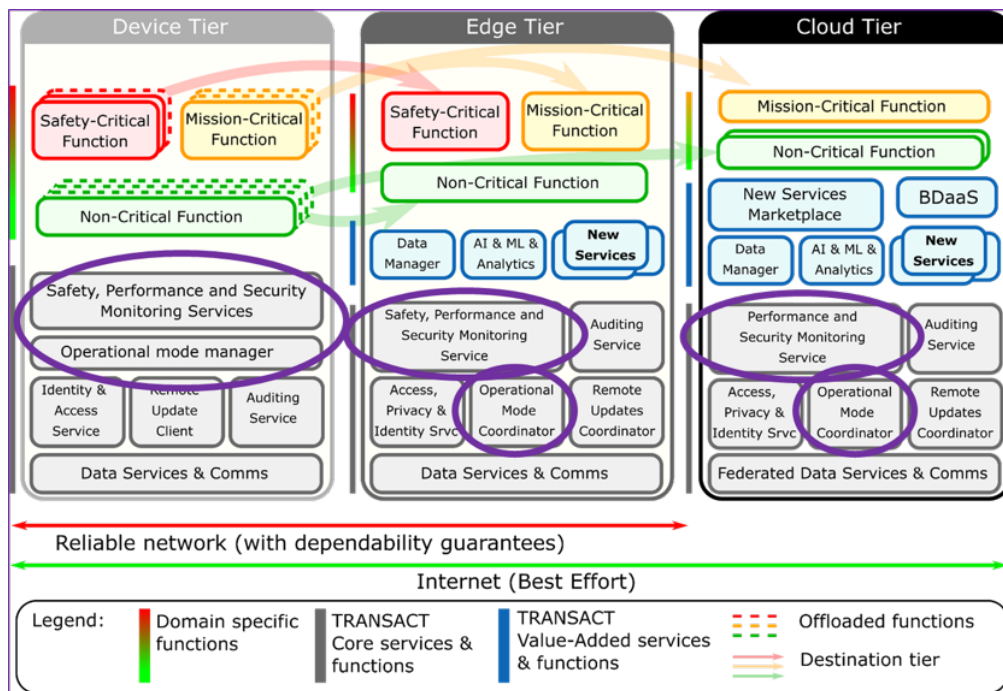 Device Tier
Edge Tier
Cloud Tier
Safety-Critical
Function
Mission-Critical
Function
Non-Critical Function
Safety, Performance and Security
Monitoring Services
Operational mode manager
Identity &
Access
Service
Remote
Update
Client
Auditing
Service
Data Services & Comms
Safety-Critical
Function
Mission-Critical
Function
Non-Critical Function
Data
Manager
AI & ML &
Analytics
New
Services
Safety, Performance and
Security Monitoring
Service
Auditing
Service
Access,
Privacy &
Identity Srvc
Operational
Mode
Coordinator
Remote
Updates
Coordinator
Data Services & Comms
Mission-Critical Function
Non-Critical Function
New Services
Marketplace
BDaaS
Data
Manager
AI & ML &
Analytics
New
Services
Performance and
Security Monitoring
Service
Auditing
Service
Access,
Privacy &
Identity Srvc
Operational
Mode
Coordinator
Remote
Updates
Coordinator
Federated Data Services & Comms
Reliable network (with dependability guarantees)
Internet (Best Effort)
Legend:
Domain specific
functions
TRANSACT
Core services &
functions
TRANSACT
Value-Added services
& functions
Offloaded functions
Destination tier